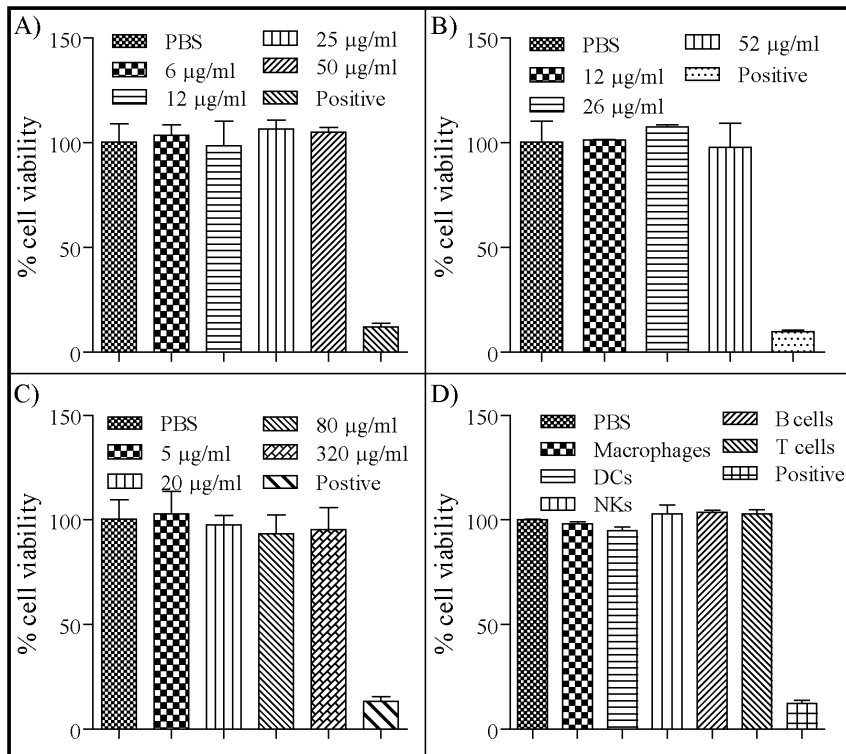 A)
150
PBS
25 µg/ml
6 µg/ml
50 µg/ml
12 µg/ml
Positive
100
50
0
% cell viability
B)
150
PBS
52 µg/ml
12 µg/ml
Positive
26 µg/ml
100
50
0
% cell viability
C)
150
PBS
80 µg/ml
5 µg/ml
320 µg/ml
20 µg/ml
Postive
100
50
0
% cell viability
D)
150
PBS
B cells
Macrophages
T cells
DCs
Positive
NKs
100
50
0
% cell viability